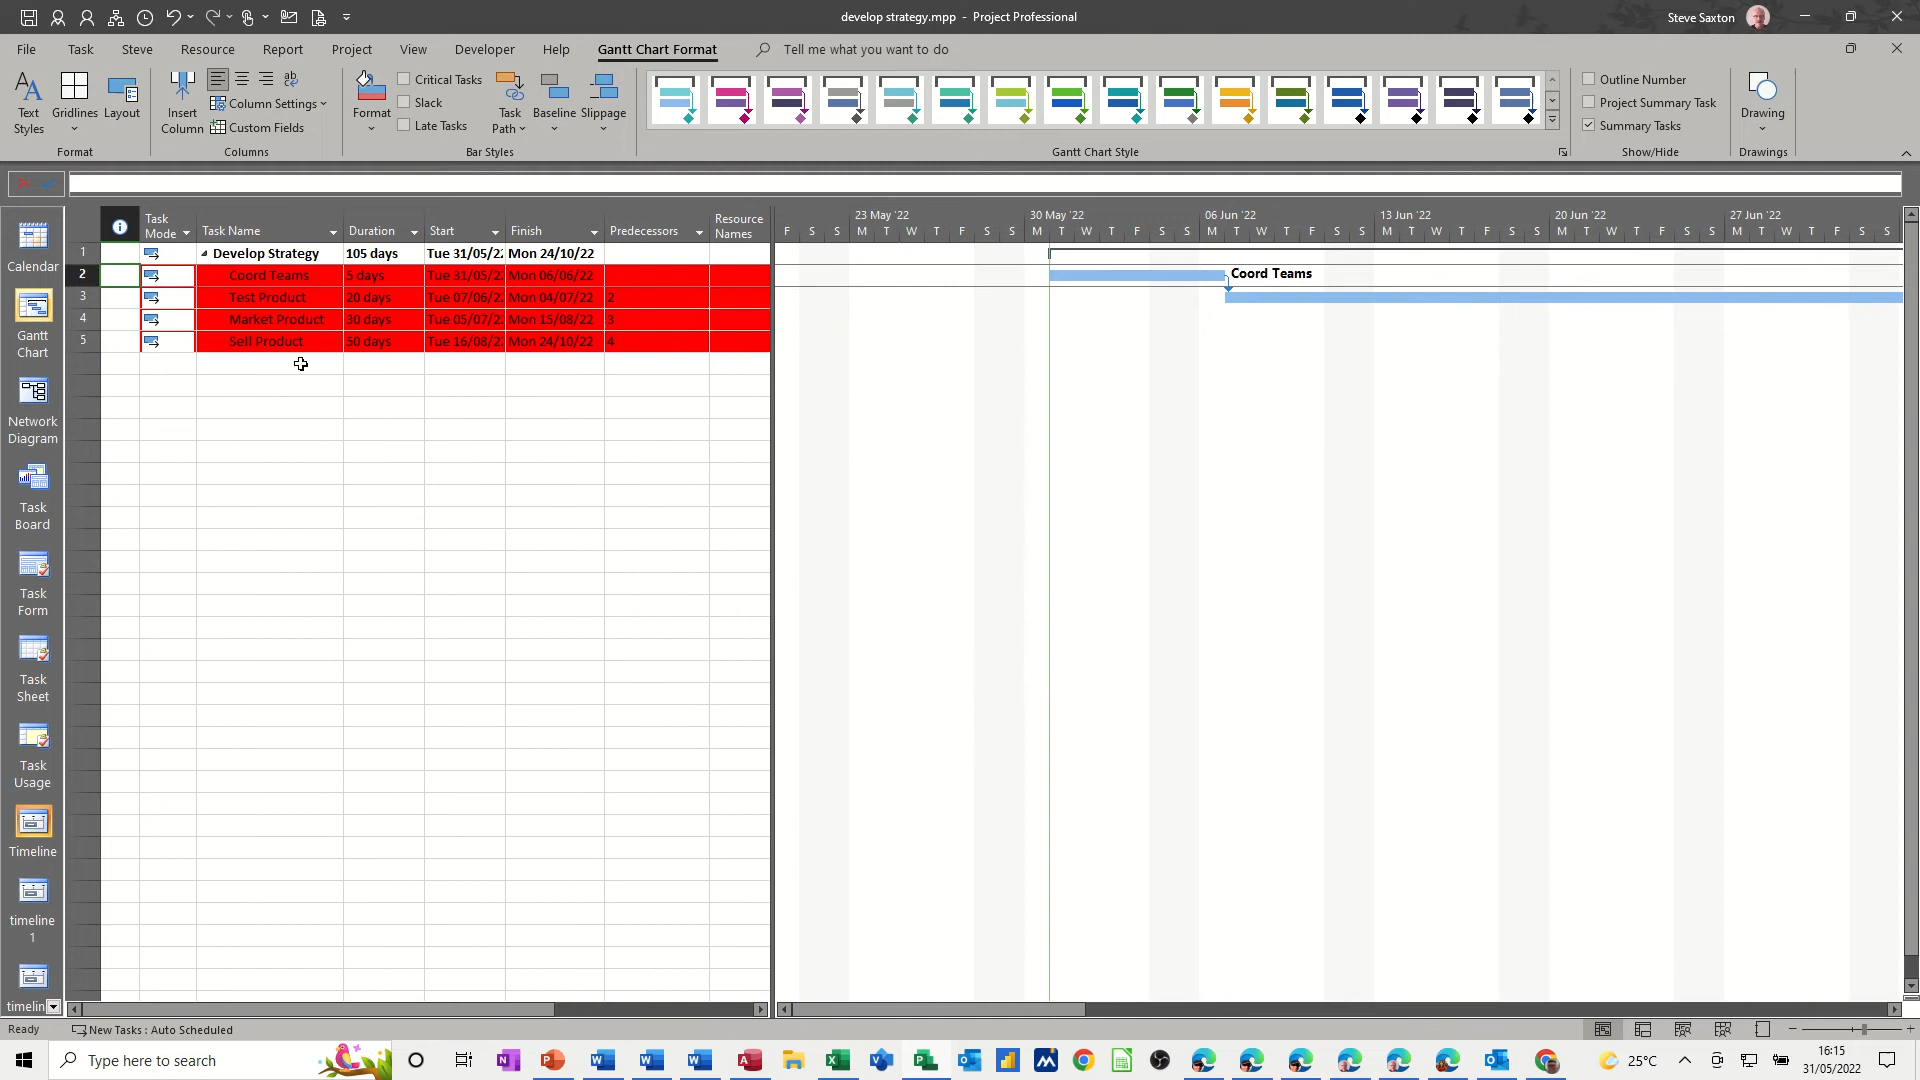 develop strategy.mpp - Project Professional
Steve Saxton
File Task Steve Resource Report Project View Developer Help Gantt Chart Format Tell me what you want to do
Text Styles
Gridlines
Layout
Format
Insert Column
ab
Column Settings
Custom Fields
Columns
Format
Critical Tasks
Slack
Late Tasks
Task Path
Baseline
Slippage
Bar Styles
Gantt Chart Style
Outline Number
Project Summary Task
Summary Tasks
Show/Hide
Drawing
Drawings
Calendar
Gantt Chart
Network Diagram
Task Board
Task Form
Task Sheet
Task Usage
Timeline
timeline 1
timelin
Task Mode Task Name Duration Start Finish Predecessors Resource Names
1 Develop Strategy 105 days Tue 31/05/22 Mon 24/10/22
2 Coord Teams 5 days Tue 31/05/22 Mon 06/06/22
3 Test Product 20 days Tue 07/06/22 Mon 04/07/22 2
4 Market Product 30 days Tue 05/07/22 Mon 15/08/22 3
5 Sell Product 50 days Tue 16/08/22 Mon 24/10/22 4
23 May '22 30 May '22 06 Jun '22 13 Jun '22 20 Jun '22 27 Jun '22
F S S M T W T F S S M T W T F S S M T W T F S S M T W T F S S M T W T F S S M T W T F S S
Coord Teams
Ready New Tasks : Auto Scheduled
Type here to search
25°C
16:15
31/05/2022